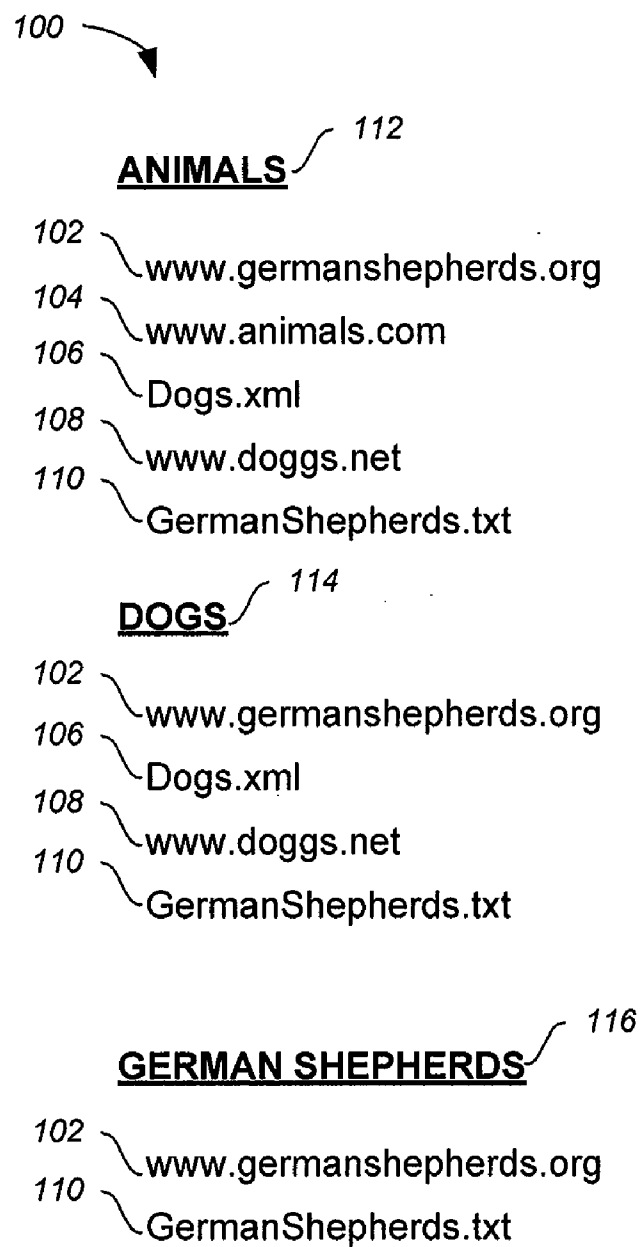 100
112
ANIMALS
102
www.germanshepherds.org
104
www.animals.com
106
Dogs.xml
108
www.doggs.net
110
GermanShepherds.txt
114
DOGS
102
www.germanshepherds.org
106
Dogs.xml
108
www.doggs.net
110
GermanShepherds.txt
116
GERMAN SHEPHERDS
102
www.germanshepherds.org
110
GermanShepherds.txt